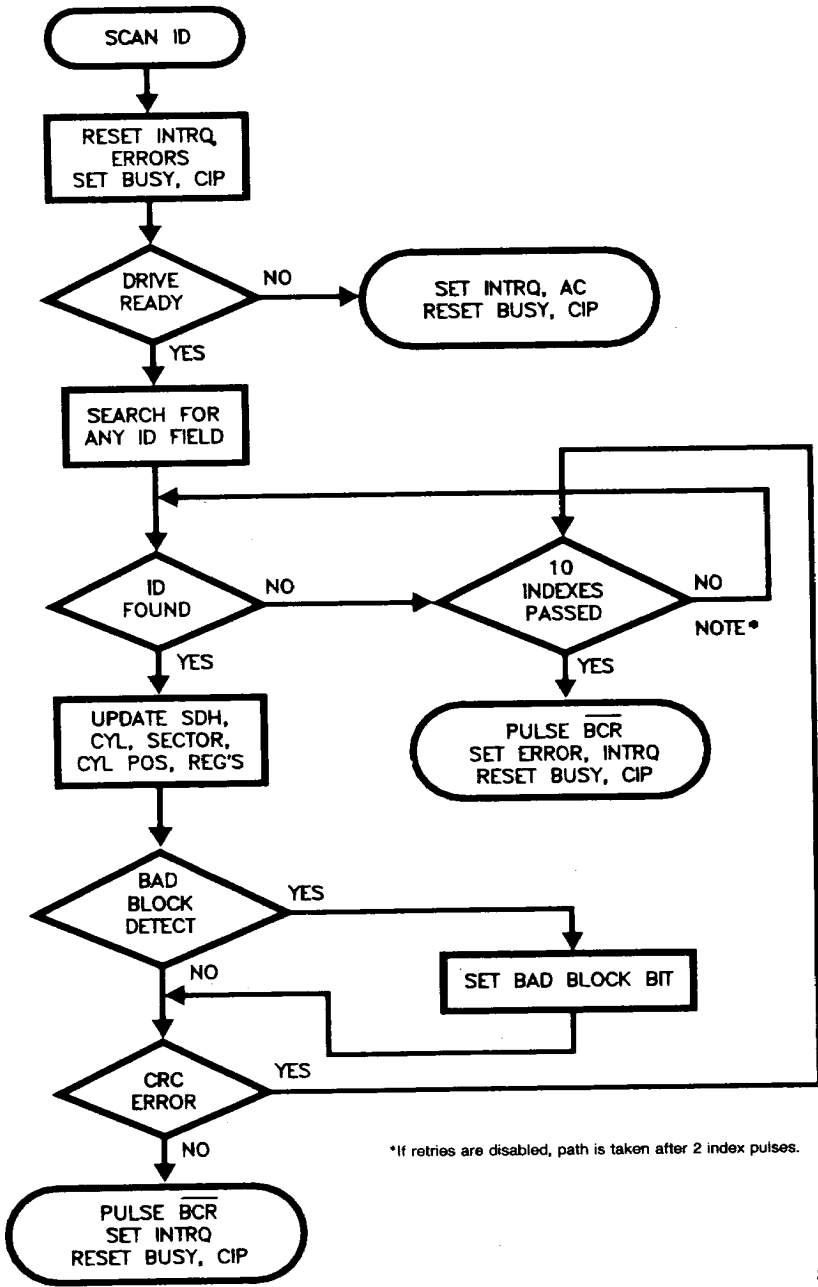 SCAN ID
RESET INTRQ,
ERRORS
SET BUSY, CIP
DRIVE
READY
NO
SET INTRQ, AC
RESET BUSY, CIP
YES
SEARCH FOR
ANY ID FIELD
ID
FOUND
NO
10
INDEXES
PASSED
NO
NOTE*
YES
YES
UPDATE SDH,
CYL, SECTOR,
CYL POS, REG'S
PULSE B̅C̅R̅
SET ERROR, INTRQ
RESET BUSY, CIP
BAD
BLOCK
DETECT
YES
NO
SET BAD BLOCK BIT
CRC
ERROR
YES
NO
*If retries are disabled, path is taken after 2 index pulses.
PULSE B̅C̅R̅
SET INTRQ
RESET BUSY, CIP